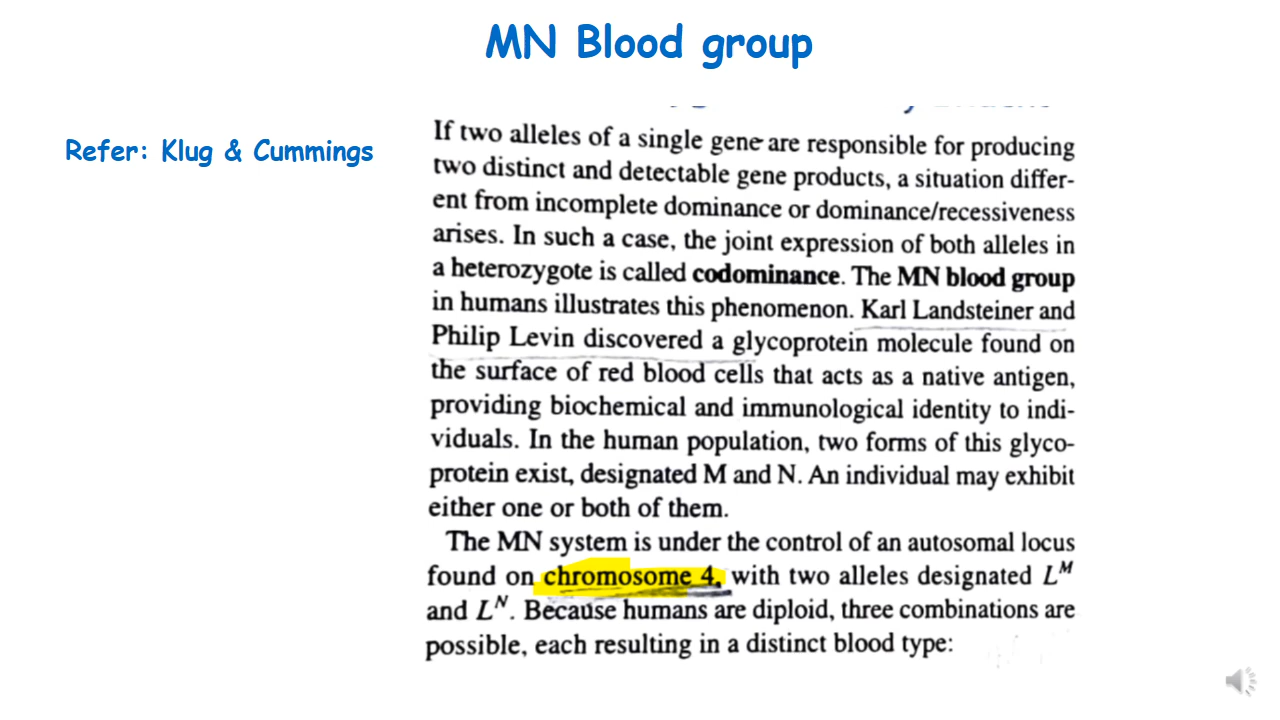 MN Blood group
Refer: Klug & Cummings
If two alleles of a single gene are responsible for producing
two distinct and detectable gene products, a situation differ-
ent from incomplete dominance or dominance/recessiveness
arises. In such a case, the joint expression of both alleles in
a heterozygote is called codominance. The MN blood group
in humans illustrates this phenomenon. Karl Landsteiner and
Philip Levin discovered a glycoprotein molecule found on
the surface of red blood cells that acts as a native antigen,
providing biochemical and immunological identity to indi-
viduals. In the human population, two forms of this glyco-
protein exist, designated M and N. An individual may exhibit
either one or both of them.
The MN system is under the control of an autosomal locus
found on chromosome 4, with two alleles designated Lᴹ
and Lᴺ. Because humans are diploid, three combinations are
possible, each resulting in a distinct blood type: